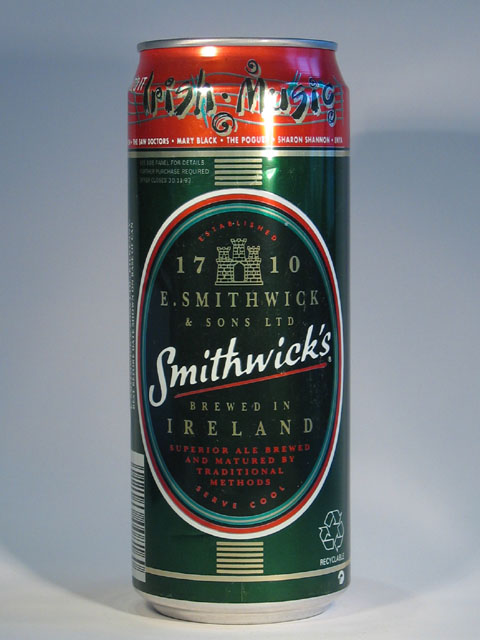 Irish · Music
THE SAW DOCTORS • MARY BLACK • THE POGUES • SHARON SHANNON •
SEE SIDE PANEL FOR DETAILS
PURCHASE REQUIRED
ESTABLISHED
17 10
E. SMITHWICK
& SONS LTD
Smithwick's
BREWED IN
IRELAND
SUPERIOR ALE BREWED
AND MATURED BY
TRADITIONAL
METHODS
SERVE COOL
RECYCLABLE